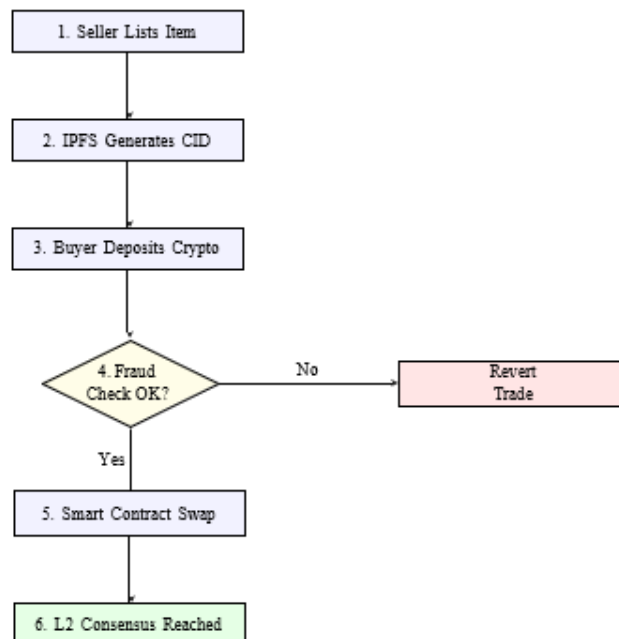 1. Seller Lists Item
2. IPFS Generates CID
3. Buyer Deposits Crypto
4. Fraud
Check OK?
No
Revert
Trade
Yes
5. Smart Contract Swap
6. L2 Consensus Reached